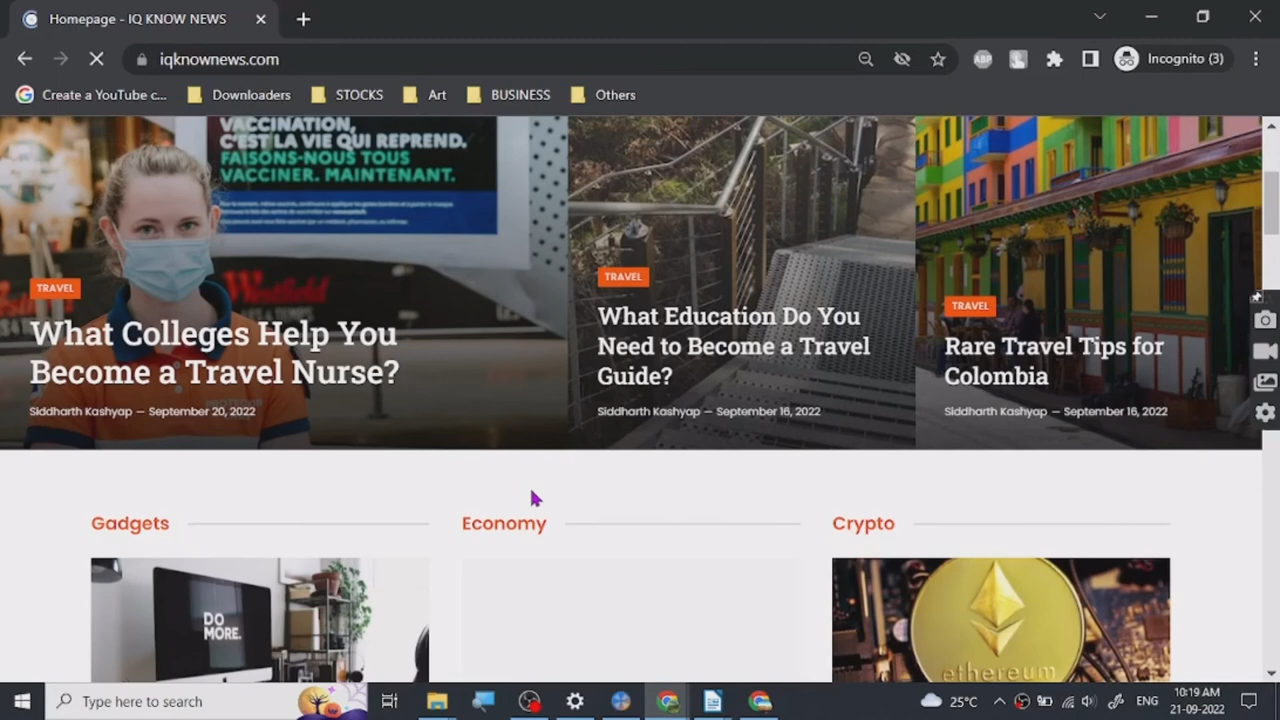 Homepage - IQ KNOW NEWS
iqknownews.com
ABP
Incognito (3)
Create a YouTube c...
Downloaders
STOCKS
Art
BUSINESS
Others
VACCINATION,
C'EST LA VIE QUI REPREND.
FAISONS-NOUS TOUS
VACCINER. MAINTENANT.
Westfield
TRAVEL
What Colleges Help You
Become a Travel Nurse?
Siddharth Kashyap — September 20, 2022
TRAVEL
What Education Do You
Need to Become a Travel
Guide?
Siddharth Kashyap — September 16, 2022
TRAVEL
Rare Travel Tips for
Colombia
Siddharth Kashyap — September 16, 2022
Gadgets
Economy
Crypto
DO
MORE.
ethereum
Type here to search
25°C
ENG
10:19 AM
21-09-2022